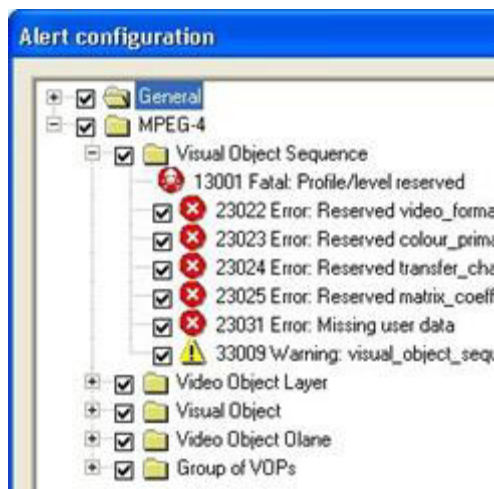 Alert configuration
General
MPEG-4
Visual Object Sequence
13001 Fatal: Profile/level reserved
23022 Error: Reserved video_forma
23023 Error: Reserved colour_prima
23024 Error: Reserved transfer_cha
23025 Error: Reserved matrix_coeff
23031 Error: Missing user data
33009 Warning: visual_object_sequ
Video Object Layer
Visual Object
Video Object Olane
Group of VOPs